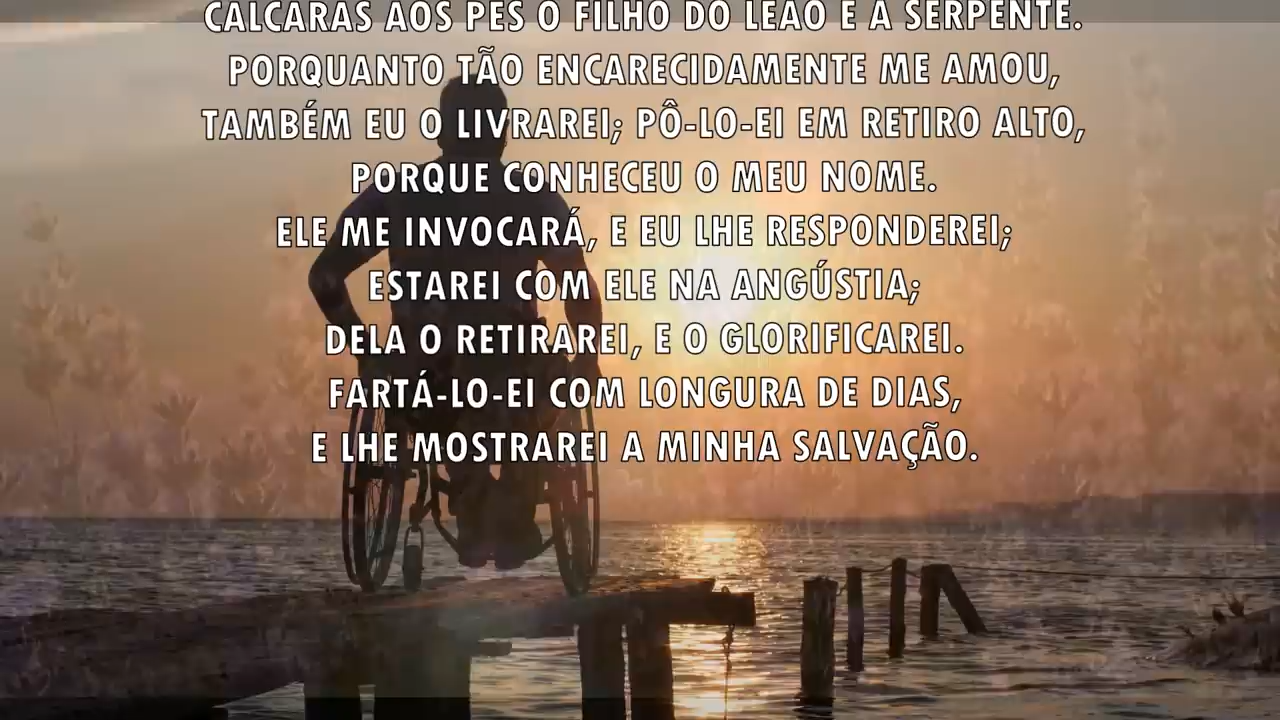 CALCARÁS AOS PÉS O FILHO DO LEÃO E A SERPENTE.
PORQUANTO TÃO ENCARECIDAMENTE ME AMOU,
TAMBÉM EU O LIVRAREI; PÔ-LO-EI EM RETIRO ALTO,
PORQUE CONHECEU O MEU NOME.
ELE ME INVOCARÁ, E EU LHE RESPONDEREI;
ESTAREI COM ELE NA ANGÚSTIA;
DELA O RETIRAREI, E O GLORIFICAREI.
FARTÁ-LO-EI COM LONGURA DE DIAS,
E LHE MOSTRAREI A MINHA SALVAÇÃO.